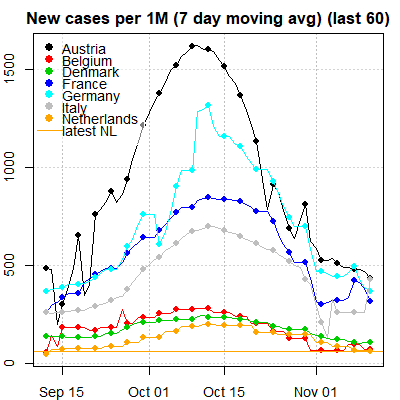 New cases per 1M (7 day moving avg) (last 60)
Austria
Belgium
Denmark
France
Germany
Italy
Netherlands
latest NL
1500
1000
500
0
Sep 15
Oct 01
Oct 15
Nov 01